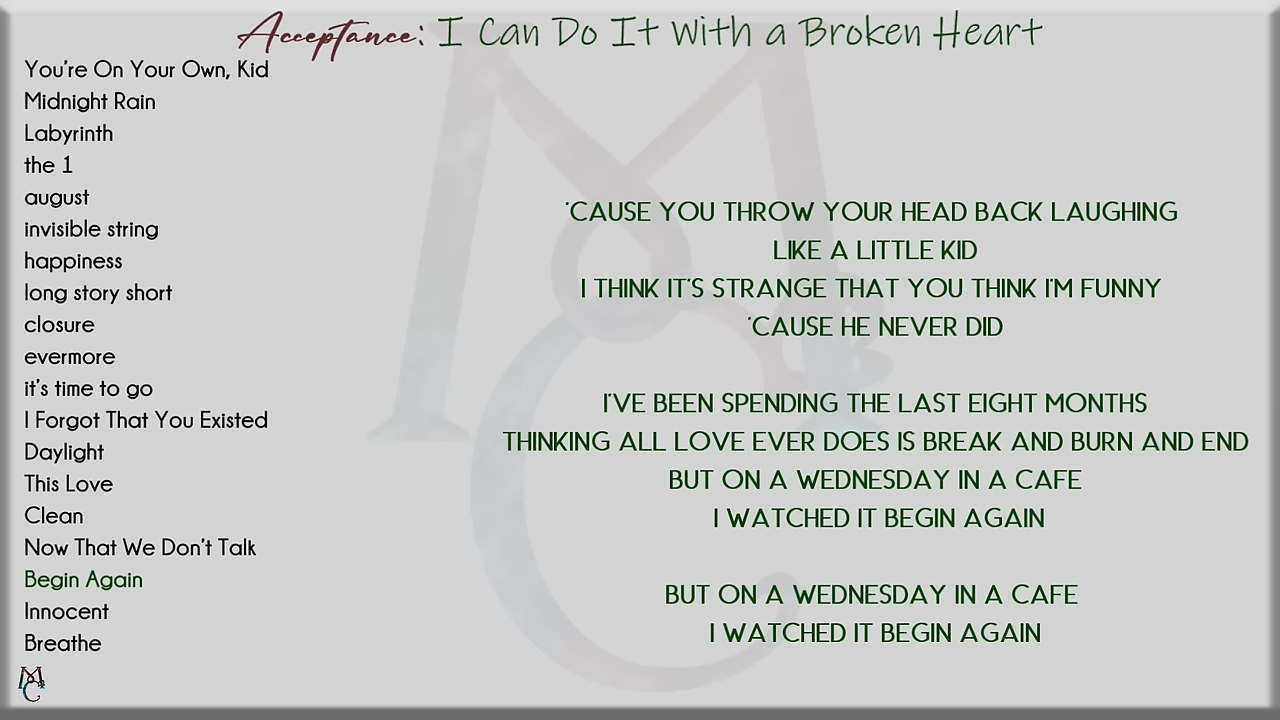 Acceptance: I Can Do It With a Broken Heart
You're On Your Own, Kid
Midnight Rain
Labyrinth
the 1
august
invisible string
happiness
long story short
closure
evermore
it's time to go
I Forgot That You Existed
Daylight
This Love
Clean
Now That We Don't Talk
Begin Again
Innocent
Breathe
'CAUSE YOU THROW YOUR HEAD BACK LAUGHING
LIKE A LITTLE KID
I THINK IT'S STRANGE THAT YOU THINK I'M FUNNY
'CAUSE HE NEVER DID
I'VE BEEN SPENDING THE LAST EIGHT MONTHS
THINKING ALL LOVE EVER DOES IS BREAK AND BURN AND END
BUT ON A WEDNESDAY IN A CAFE
I WATCHED IT BEGIN AGAIN
BUT ON A WEDNESDAY IN A CAFE
I WATCHED IT BEGIN AGAIN